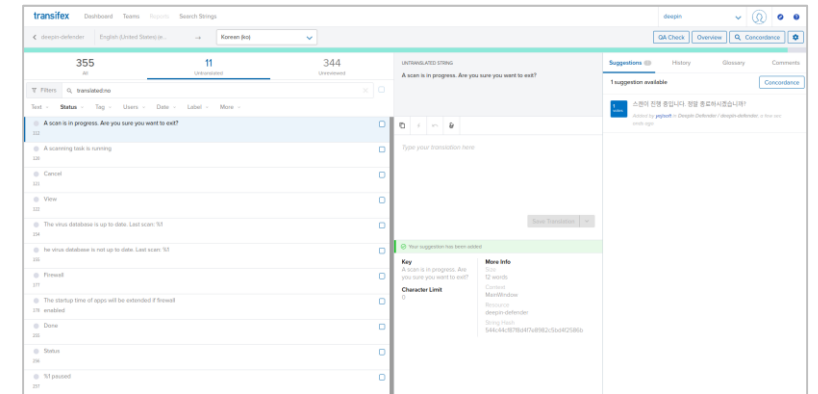 transifex Dashboard Teams Reports Search Strings deepin
deepin-defender English (United States) (e... → Korean (ko) QA Check Overview Concordance
355 11 344
All Untranslated Unreviewed
Filters translated:no
Text Status Tag Users Date Label More
A scan is in progress. Are you sure you want to exit?
A scanning task is running
Cancel
View
The virus database is up to date. Last scan: %1
he virus database is not up to date. Last scan: %1
Firewall
The startup time of apps will be extended if firewall
enabled
Done
Status
%1 paused
UNTRANSLATED STRING
A scan is in progress. Are you sure you want to exit?
Type your translation here
Save Translation
Your suggestion has been added
Key
A scan is in progress. Are
you sure you want to exit?
Character Limit
0
More Info
Size
12 words
Context
MainWindow
Resource
deepin-defender
String Hash
Suggestions History Glossary Comments
1 suggestion available Concordance
스캔이 진행 중입니다. 정말 종료하시겠습니까?
in Deepin Defender / deepin-defender, a few